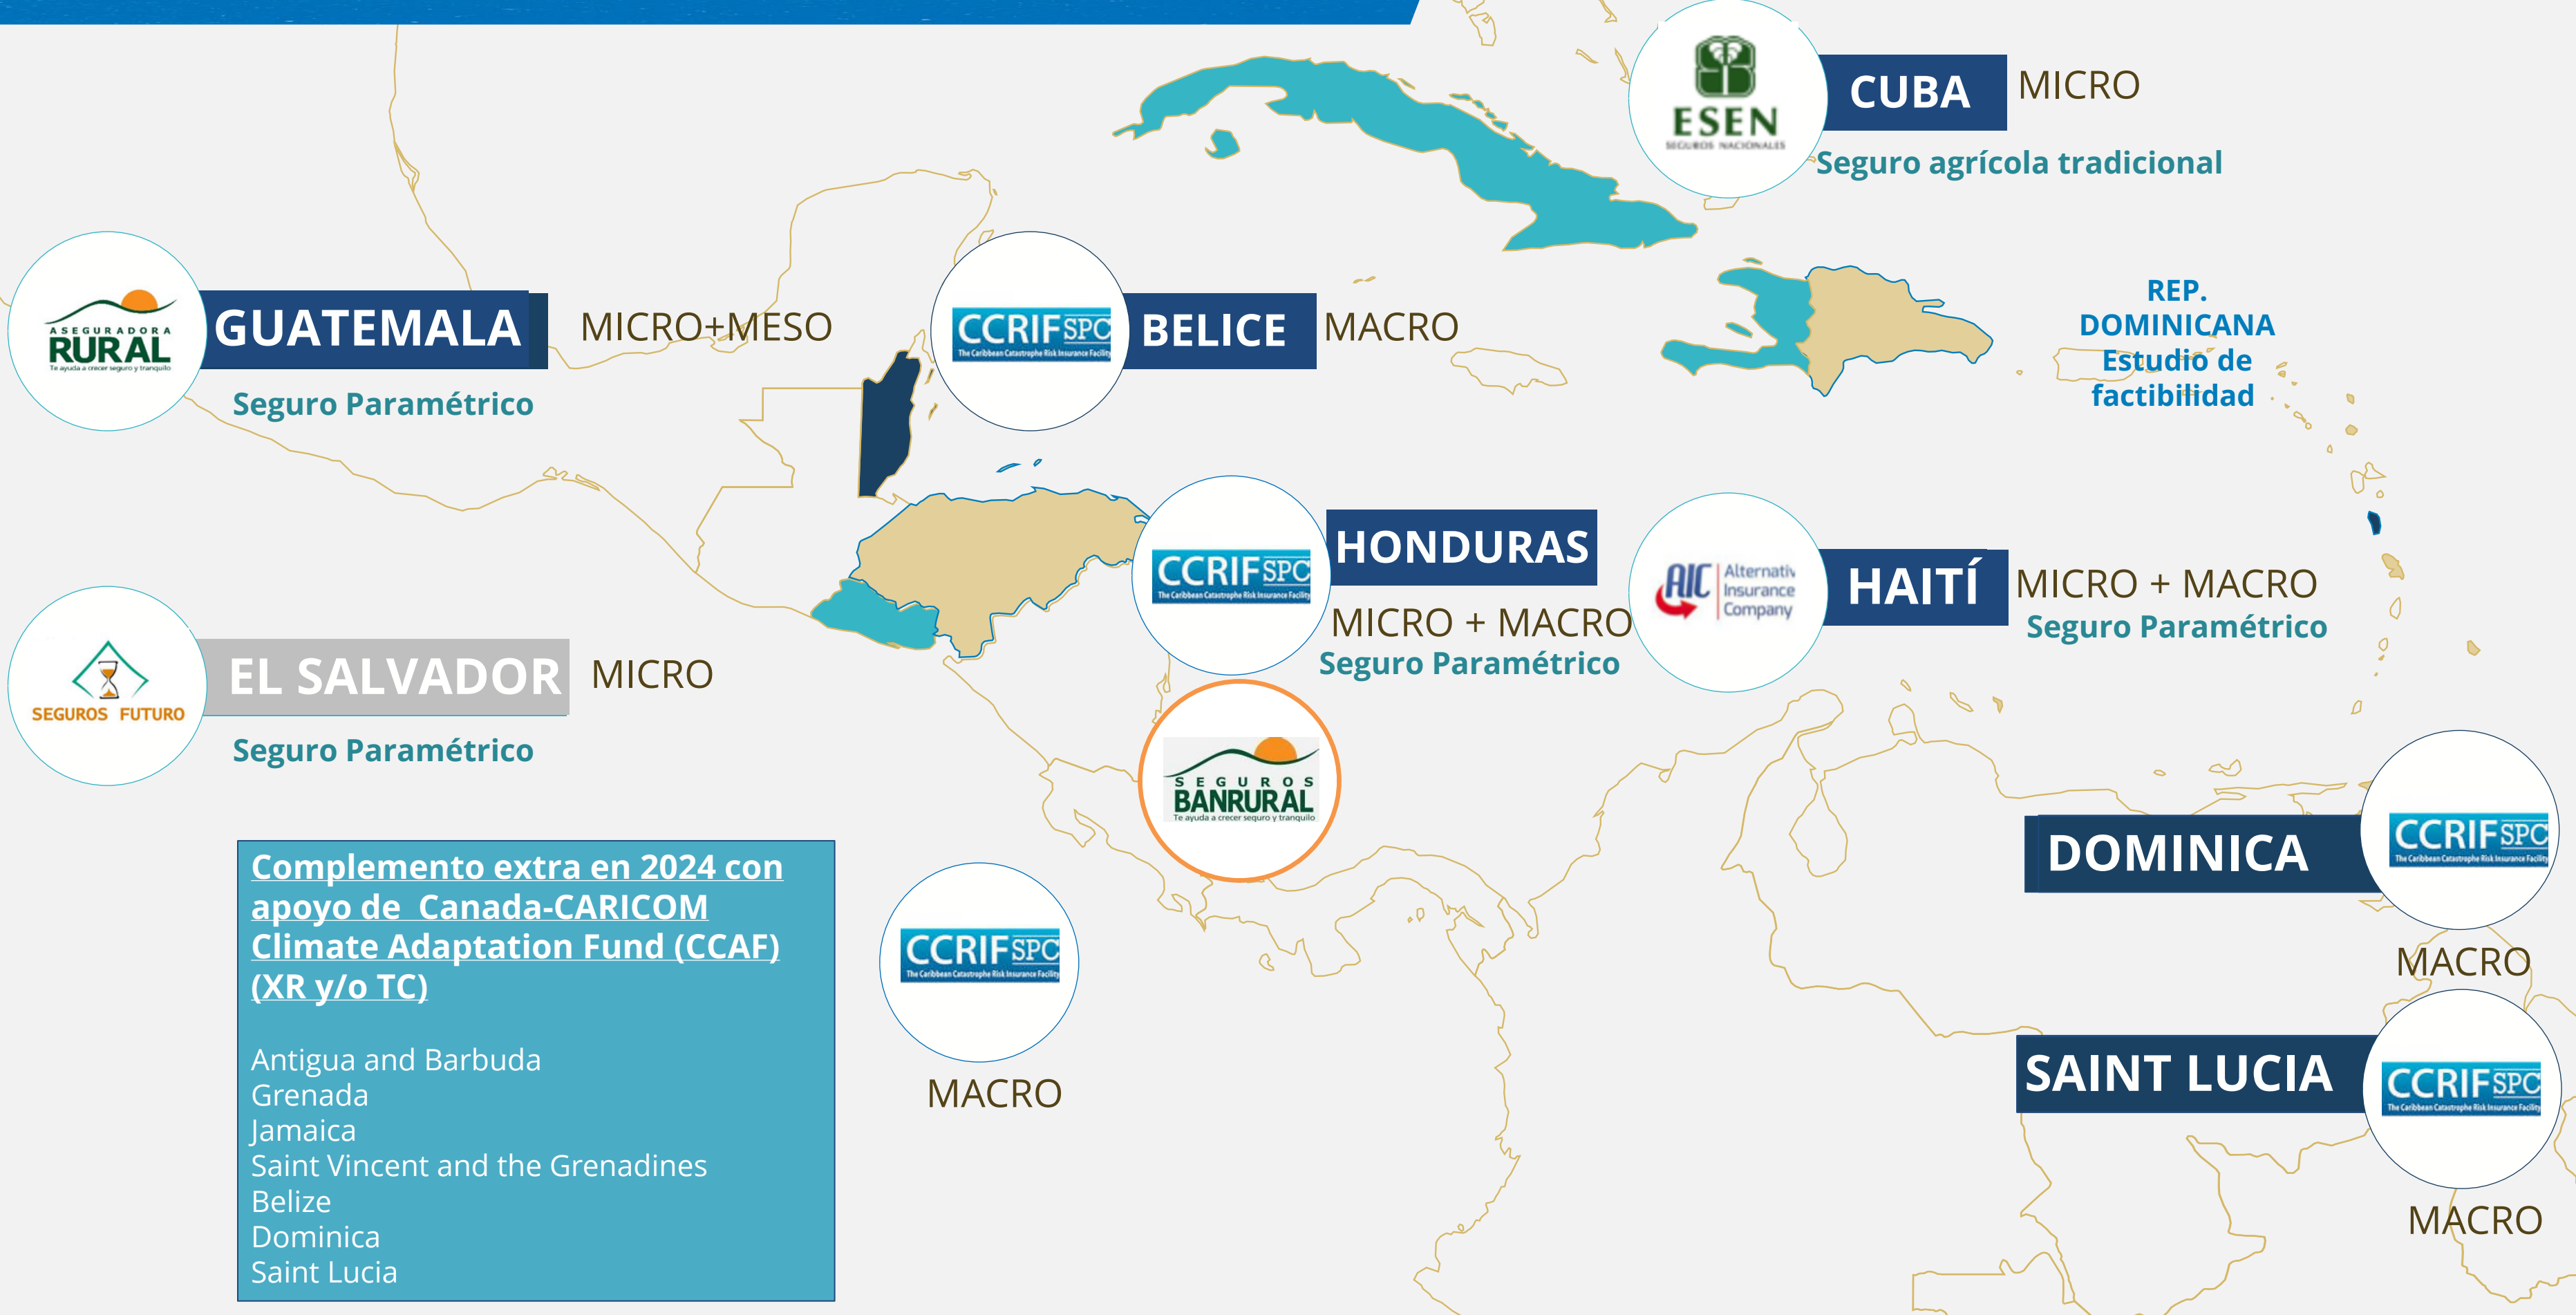 ESEN
SEGUROS NACIONALES
CUBA
MICRO
Seguro agrícola tradicional
ASEGURADORA
RURAL
Te ayuda a crecer seguro y tranquilo
GUATEMALA
MICRO+MESO
Seguro Paramétrico
CCRIF SPC
The Caribbean Catastrophe Risk Insurance Facility
BELICE
MACRO
REP.
DOMINICANA
Estudio de
factibilidad
CCRIF SPC
The Caribbean Catastrophe Risk Insurance Facility
HONDURAS
MICRO + MACRO
Seguro Paramétrico
SEGUROS
BANRURAL
Te ayuda a crecer seguro y tranquilo
AIC
Alternativ
Insurance
Company
HAITÍ
MICRO + MACRO
Seguro Paramétrico
SEGUROS FUTURO
EL SALVADOR
MICRO
Seguro Paramétrico
Complemento extra en 2024 con
apoyo de Canada-CARICOM
Climate Adaptation Fund (CCAF)
(XR y/o TC)
Antigua and Barbuda
Grenada
Jamaica
Saint Vincent and the Grenadines
Belize
Dominica
Saint Lucia
CCRIF SPC
The Caribbean Catastrophe Risk Insurance Facility
MACRO
DOMINICA
CCRIF SPC
The Caribbean Catastrophe Risk Insurance Facility
MACRO
SAINT LUCIA
CCRIF SPC
The Caribbean Catastrophe Risk Insurance Facility
MACRO